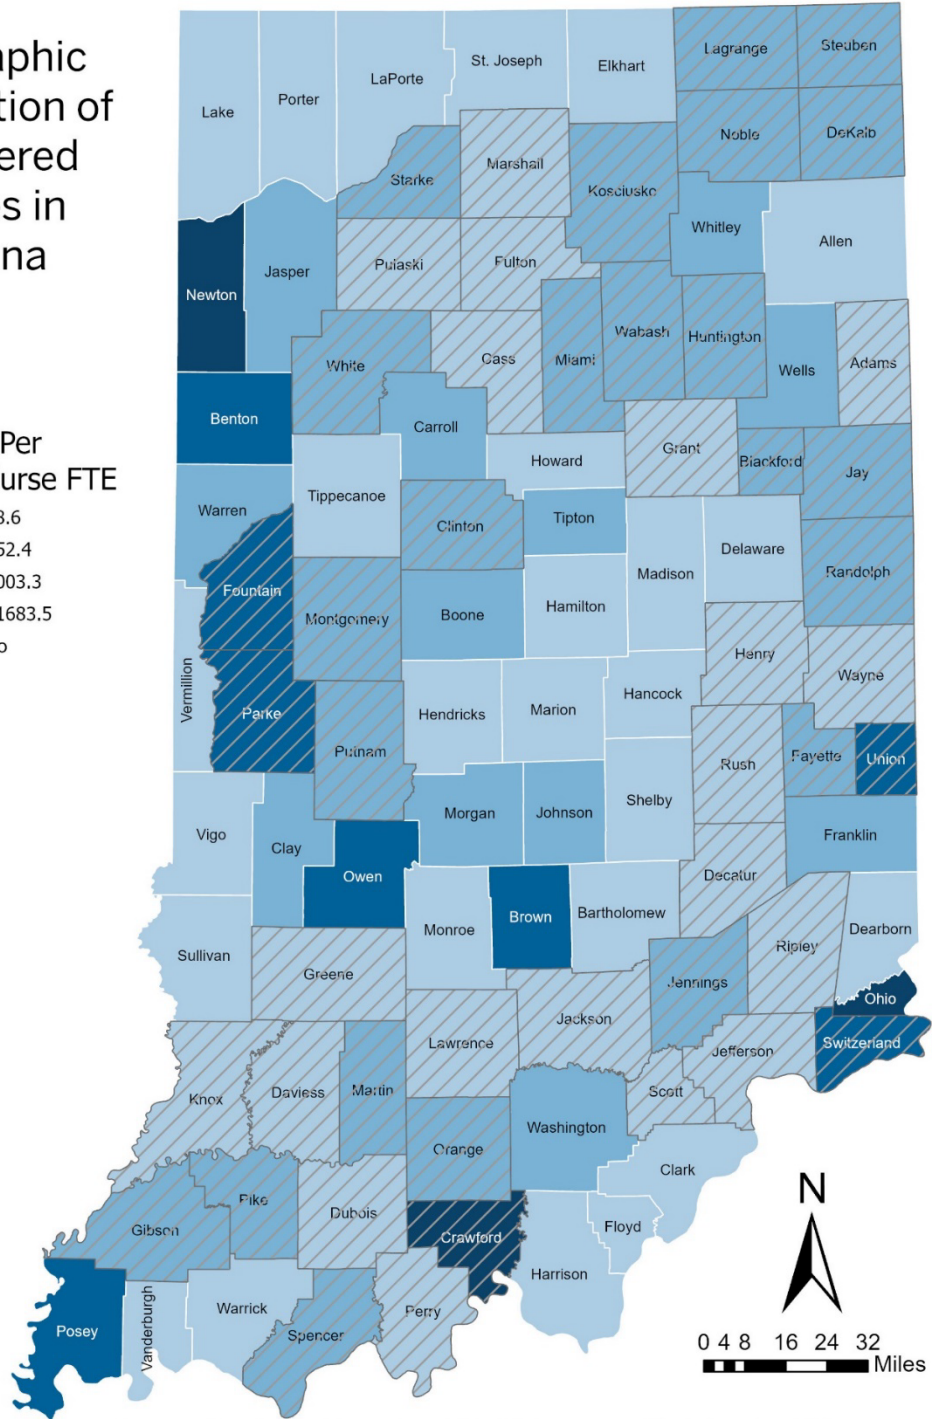 aphic
tion of
ered
s in
na
Per
urse FTE
3.6
52.4
003.3
1683.5
o
Lake
Porter
LaPorte
St. Joseph
Elkhart
Lagrange
Steuben
Noble
DeKalb
Starke
Marshall
Kosciusko
Whitley
Allen
Newton
Jasper
Pulaski
Fulton
White
Cass
Miami
Wabash
Huntington
Wells
Adams
Benton
Carroll
Howard
Grant
Blackford
Jay
Warren
Tippecanoe
Clinton
Tipton
Madison
Delaware
Randolph
Fountain
Montgomery
Boone
Hamilton
Henry
Wayne
Vermillion
Parke
Putnam
Hendricks
Marion
Hancock
Rush
Fayette
Union
Vigo
Clay
Owen
Morgan
Johnson
Shelby
Decatur
Franklin
Sullivan
Greene
Monroe
Brown
Bartholomew
Jennings
Ripley
Dearborn
Ohio
Switzerland
Knox
Daviess
Martin
Lawrence
Jackson
Scott
Jefferson
Orange
Washington
Clark
Floyd
Harrison
Crawford
Gibson
Pike
Dubois
Perry
Spencer
Warrick
Vanderburgh
Posey
N
0 4 8 16 24 32
Miles